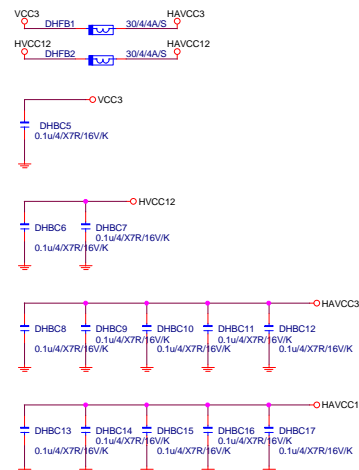 VCC3 HAVCC3
DHFB1 30/4/4A/S
HVCC12 HAVCC12
DHFB2 30/4/4A/S
VCC3
DHBC5
0.1u/4/X7R/16V/K
HVCC12
DHBC6 DHBC7
0.1u/4/X7R/16V/K
0.1u/4/X7R/16V/K
HAVCC3
DHBC8 DHBC9 DHBC10 DHBC11 DHBC12
0.1u/4/X7R/16V/K 0.1u/4/X7R/16V/K 0.1u/4/X7R/16V/K
0.1u/4/X7R/16V/K 0.1u/4/X7R/16V/K
HAVCC1
DHBC13 DHBC14 DHBC15 DHBC16 DHBC17
0.1u/4/X7R/16V/K 0.1u/4/X7R/16V/K 0.1u/4/X7R/16V/K
0.1u/4/X7R/16V/K 0.1u/4/X7R/16V/K